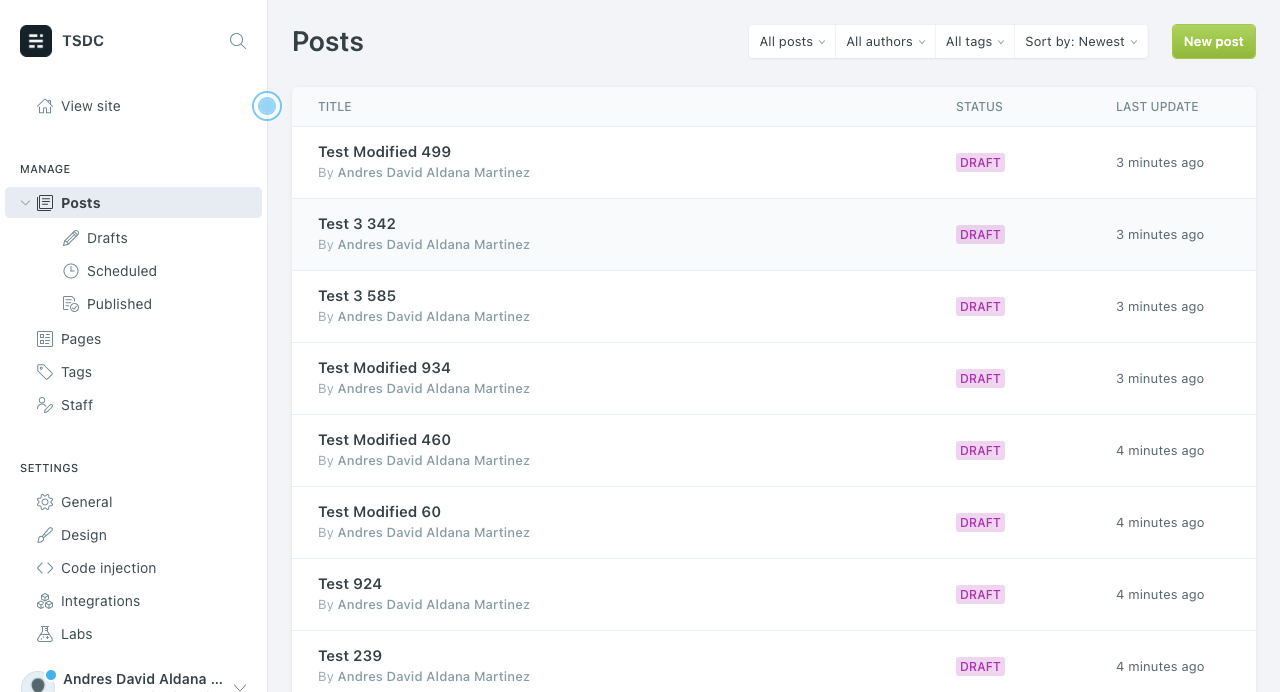 TSDC
View site
MANAGE
Posts
Drafts
Scheduled
Published
Pages
Tags
Staff
SETTINGS
General
Design
Code injection
Integrations
Labs
Andres David Aldana ...
Posts
All posts
All authors
All tags
Sort by: Newest
New post
TITLE STATUS LAST UPDATE
Test Modified 499
By Andres David Aldana Martinez
DRAFT
3 minutes ago
Test 3 342
By Andres David Aldana Martinez
DRAFT
3 minutes ago
Test 3 585
By Andres David Aldana Martinez
DRAFT
3 minutes ago
Test Modified 934
By Andres David Aldana Martinez
DRAFT
3 minutes ago
Test Modified 460
By Andres David Aldana Martinez
DRAFT
4 minutes ago
Test Modified 60
By Andres David Aldana Martinez
DRAFT
4 minutes ago
Test 924
By Andres David Aldana Martinez
DRAFT
4 minutes ago
Test 239
By Andres David Aldana Martinez
DRAFT
4 minutes ago